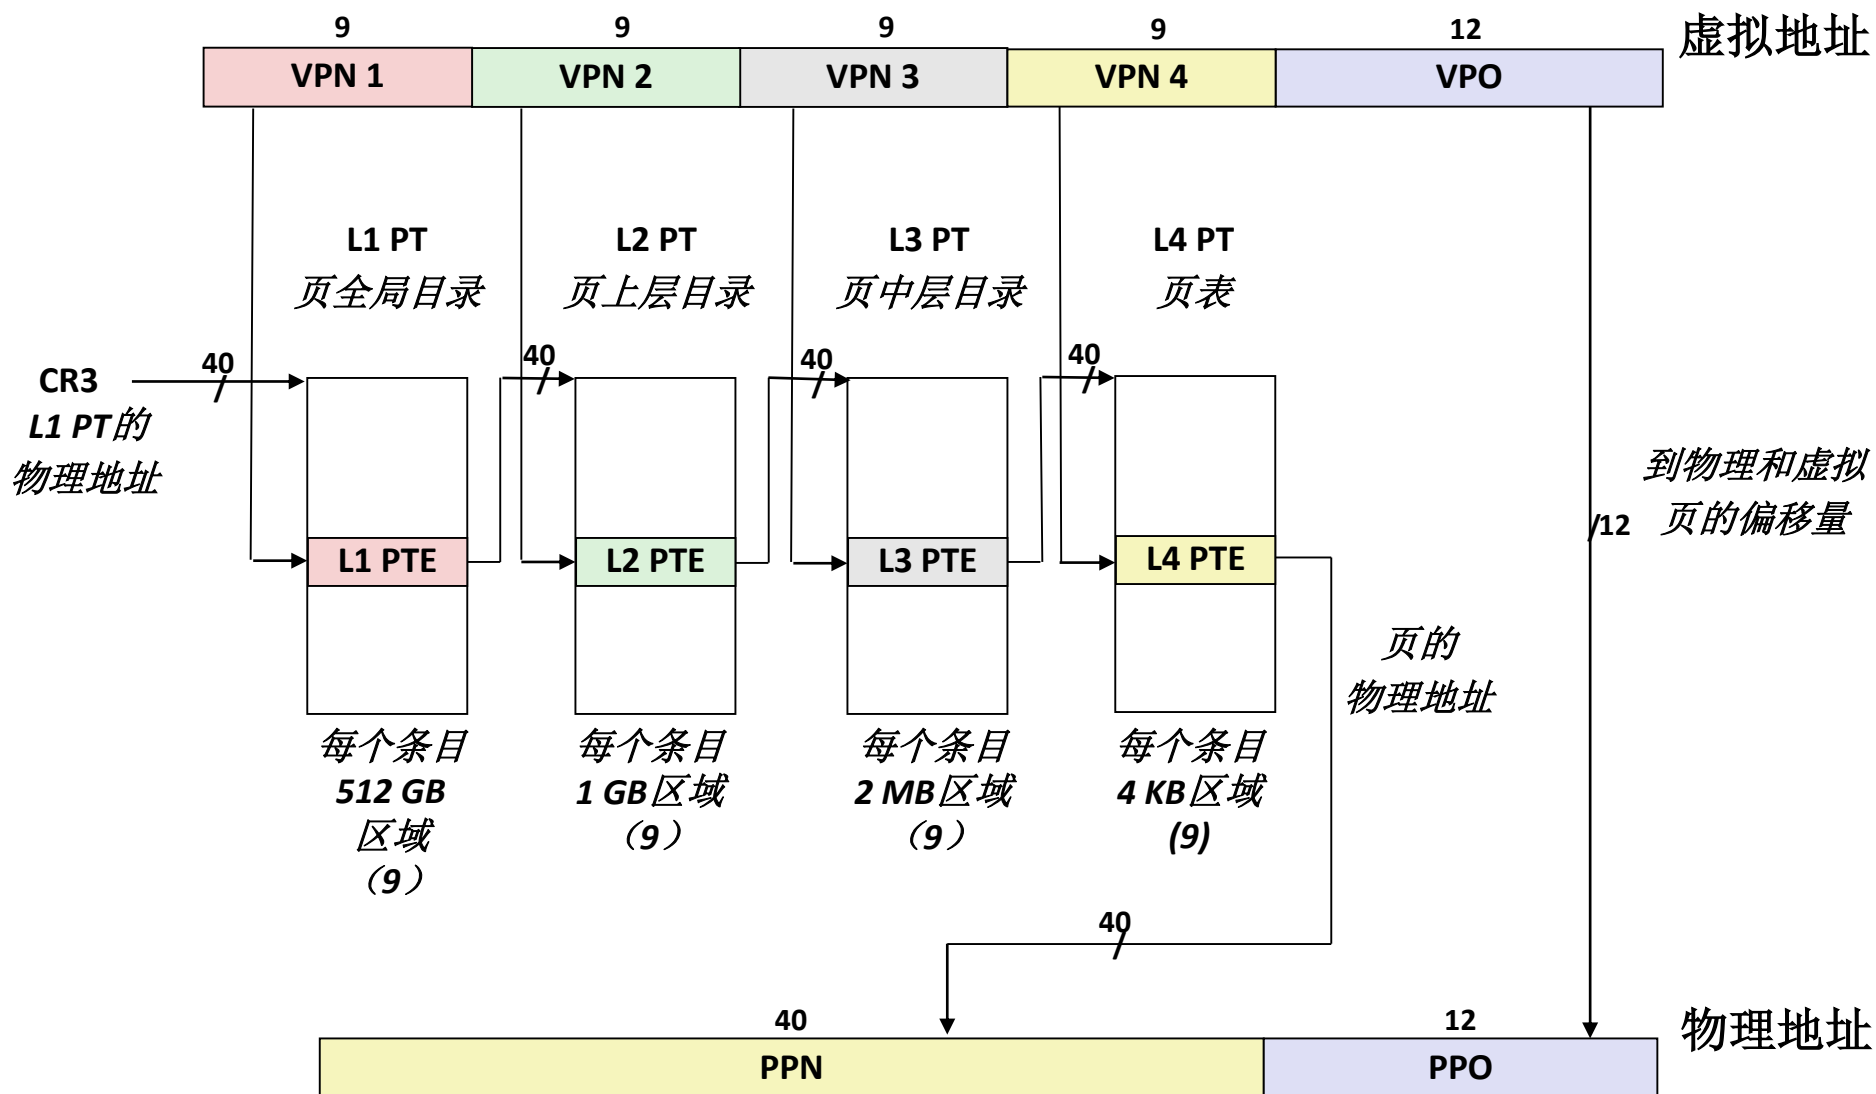 9 9 9 9 12
虚拟地址
VPN 1 VPN 2 VPN 3 VPN 4 VPO
L1 PT
页全局目录
L2 PT
页上层目录
L3 PT
页中层目录
L4 PT
页表
40 40 40 40
CR3
L1 PT的
物理地址
到物理和虚拟
页的偏移量
/12
L1 PTE L2 PTE L3 PTE L4 PTE
页的
物理地址
每个条目
512 GB
区域
（9）
每个条目
1 GB区域
（9）
每个条目
2 MB区域
（9）
每个条目
4 KB区域
(9)
40
40 12
物理地址
PPN PPO